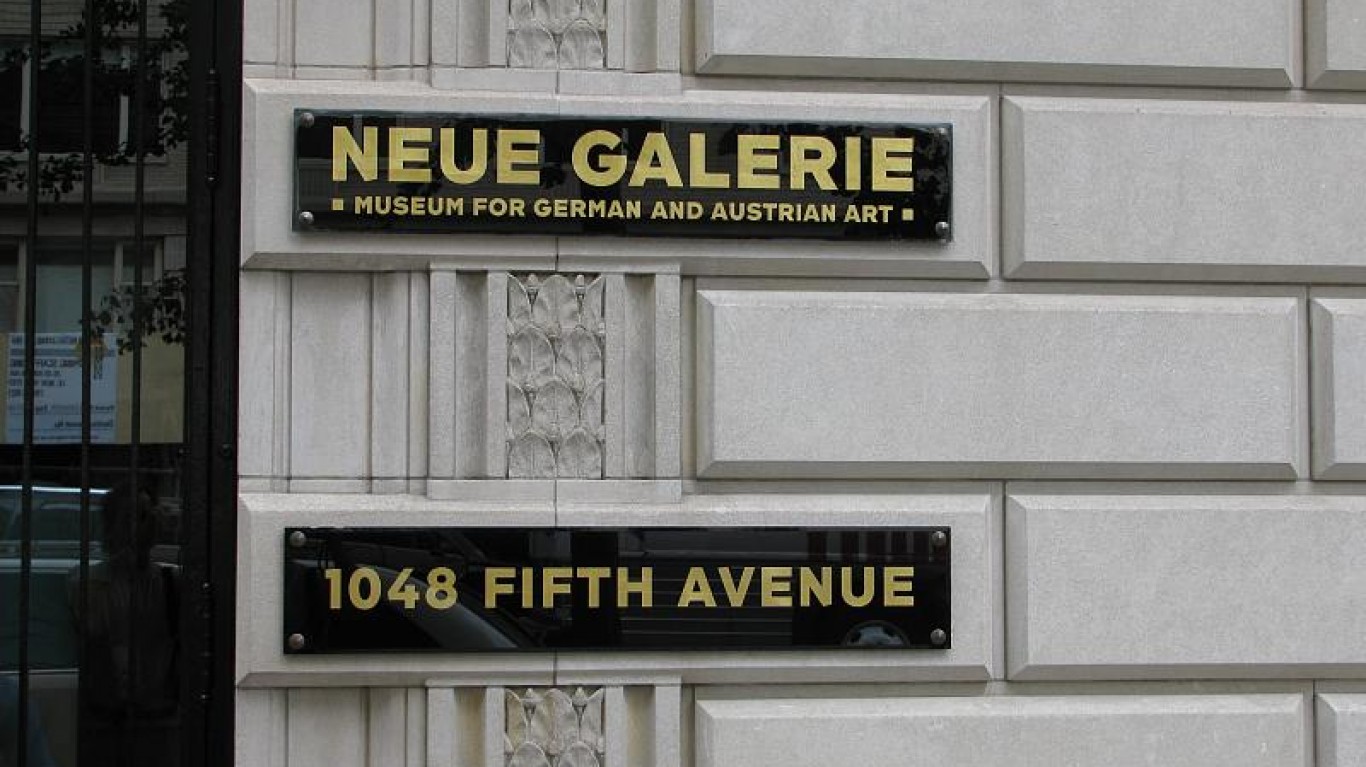 NEUE GALERIE
▪ MUSEUM FOR GERMAN AND AUSTRIAN ART ▪
1048 FIFTH AVENUE